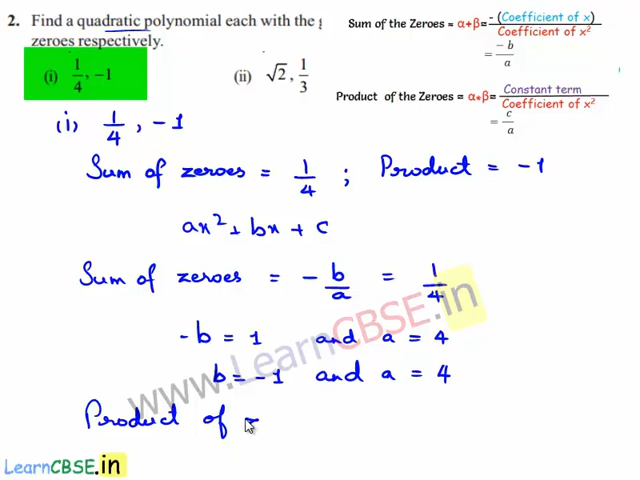 2. Find a quadratic polynomial each with the g
zeroes respectively.
(i) 1/4, -1
(ii) √2, 1/3
Sum of the Zeroes = α+β= -(Coefficient of x) / Coefficient of x²
= -b/a
Product of the Zeroes = α*β= Constant term / Coefficient of x²
= c/a
(i) 1/4, -1
Sum of zeroes = 1/4 ; Product = -1
ax² + bx + c
Sum of zeroes = - b/a = 1/4
-b = 1 and a = 4
b = -1 and a = 4
Product of
www.LearnCBSE.in
LearnCBSE.in